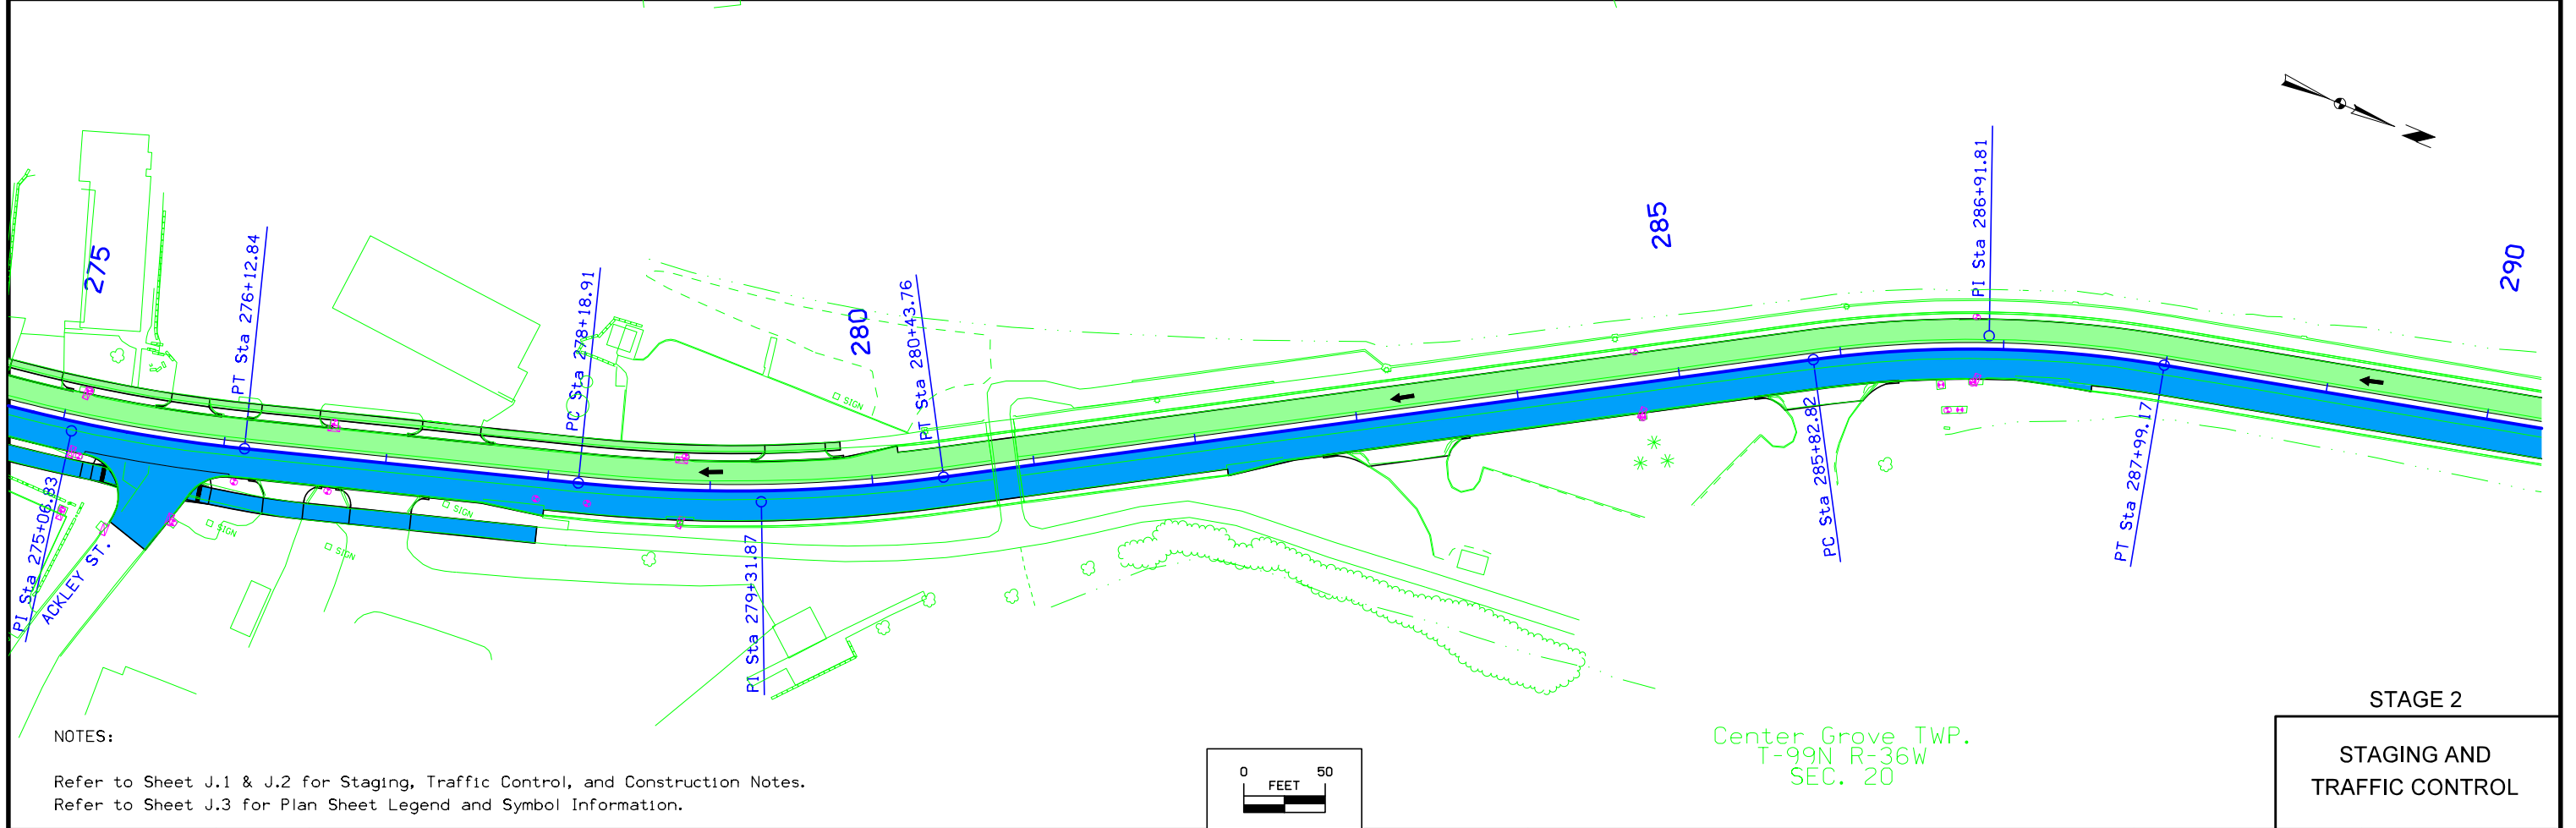 275
PT Sta 276+12.84
PC Sta 278+18.91
280
PT Sta 280+43.76
285
PI Sta 286+91.81
290
SIGN
SIGN
SIGN
SIGN
PI Sta 275+06.83
ACKLEY ST.
PI Sta 279+31.87
PC Sta 285+82.82
PT Sta 287+99.17
NOTES:
Refer to Sheet J.1 & J.2 for Staging, Traffic Control, and Construction Notes.
Refer to Sheet J.3 for Plan Sheet Legend and Symbol Information.
0 50
FEET
Center Grove TWP.
T-99N R-36W
SEC. 20
STAGE 2
STAGING AND
TRAFFIC CONTROL